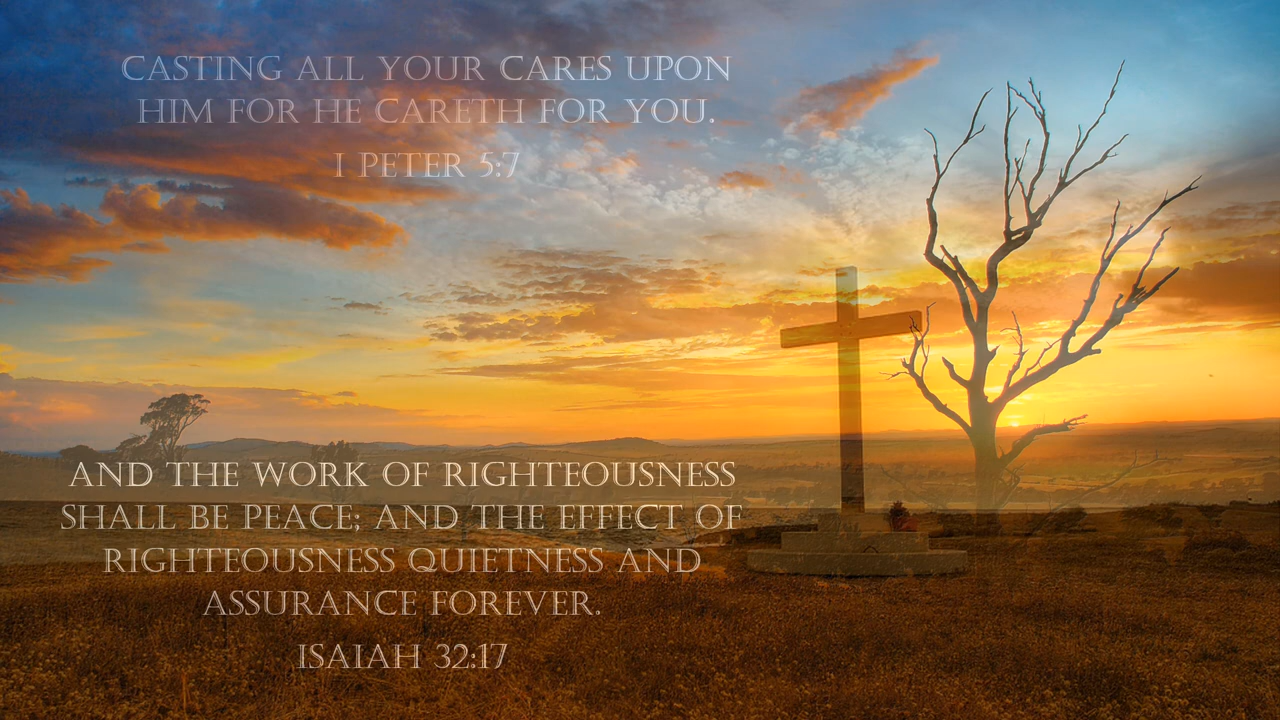 CASTING ALL YOUR CARES UPON
HIM FOR HE CARETH FOR YOU.
I PETER 5:7
AND THE WORK OF RIGHTEOUSNESS
SHALL BE PEACE; AND THE EFFECT OF
RIGHTEOUSNESS QUIETNESS AND
ASSURANCE FOREVER.
ISAIAH 32:17